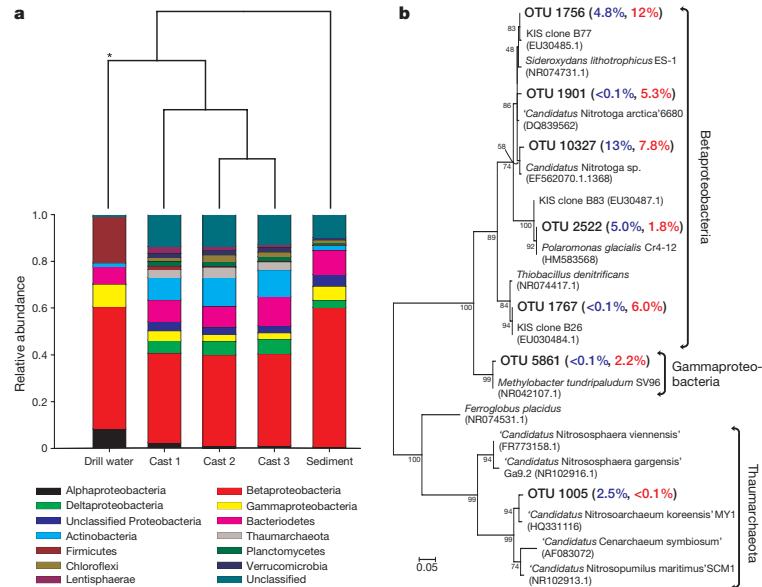 a
*
Relative abundance
1.0
0.8
0.6
0.4
0.2
0
Drill water
Cast 1
Cast 2
Cast 3
Sediment
Alphaproteobacteria
Betaproteobacteria
Deltaproteobacteria
Gammaproteobacteria
Unclassified Proteobacteria
Bacteriodetes
Actinobacteria
Thaumarchaeota
Firmicutes
Planctomycetes
Chloroflexi
Verrucomicrobia
Lentisphaerae
Unclassified
b
OTU 1756 (4.8%, 12%)
83
KIS clone B77
(EU30485.1)
48
Sideroxydans lithotrophicus ES-1
(NR074731.1)
OTU 1901 (<0.1%, 5.3%)
86
'Candidatus Nitrotoga arctica'6680
(DQ839562)
58
OTU 10327 (13%, 7.8%)
74
Candidatus Nitrotoga sp.
(EF562070.1.1368)
KIS clone B83 (EU30487.1)
100
OTU 2522 (5.0%, 1.8%)
92
Polaromonas glacialis Cr4-12
(HM583568)
89
Thiobacillus denitrificans
(NR074417.1)
84
OTU 1767 (<0.1%, 6.0%)
94
KIS clone B26
(EU030484.1)
100
OTU 5861 (<0.1%, 2.2%)
99
Methylobacter tundripaludum SV96
(NR042107.1)
Ferroglobus placidus
(NR074531.1)
100
'Candidatus Nitrososphaera viennensis'
(FR773158.1)
94
'Candidatus Nitrososphaera gargensis'
Ga9.2 (NR102916.1)
OTU 1005 (2.5%, <0.1%)
94
'Candidatus Nitrosoarchaeum koreensis' MY1
(HQ331116)
99
'Candidatus Cenarchaeum symbiosum'
(AF083072)
74
'Candidatus Nitrosopumilus maritimus'SCM1
(NR102913.1)
0.05
Betaproteobacteria
Gammaproteo-
bacteria
Thaumarchaeota